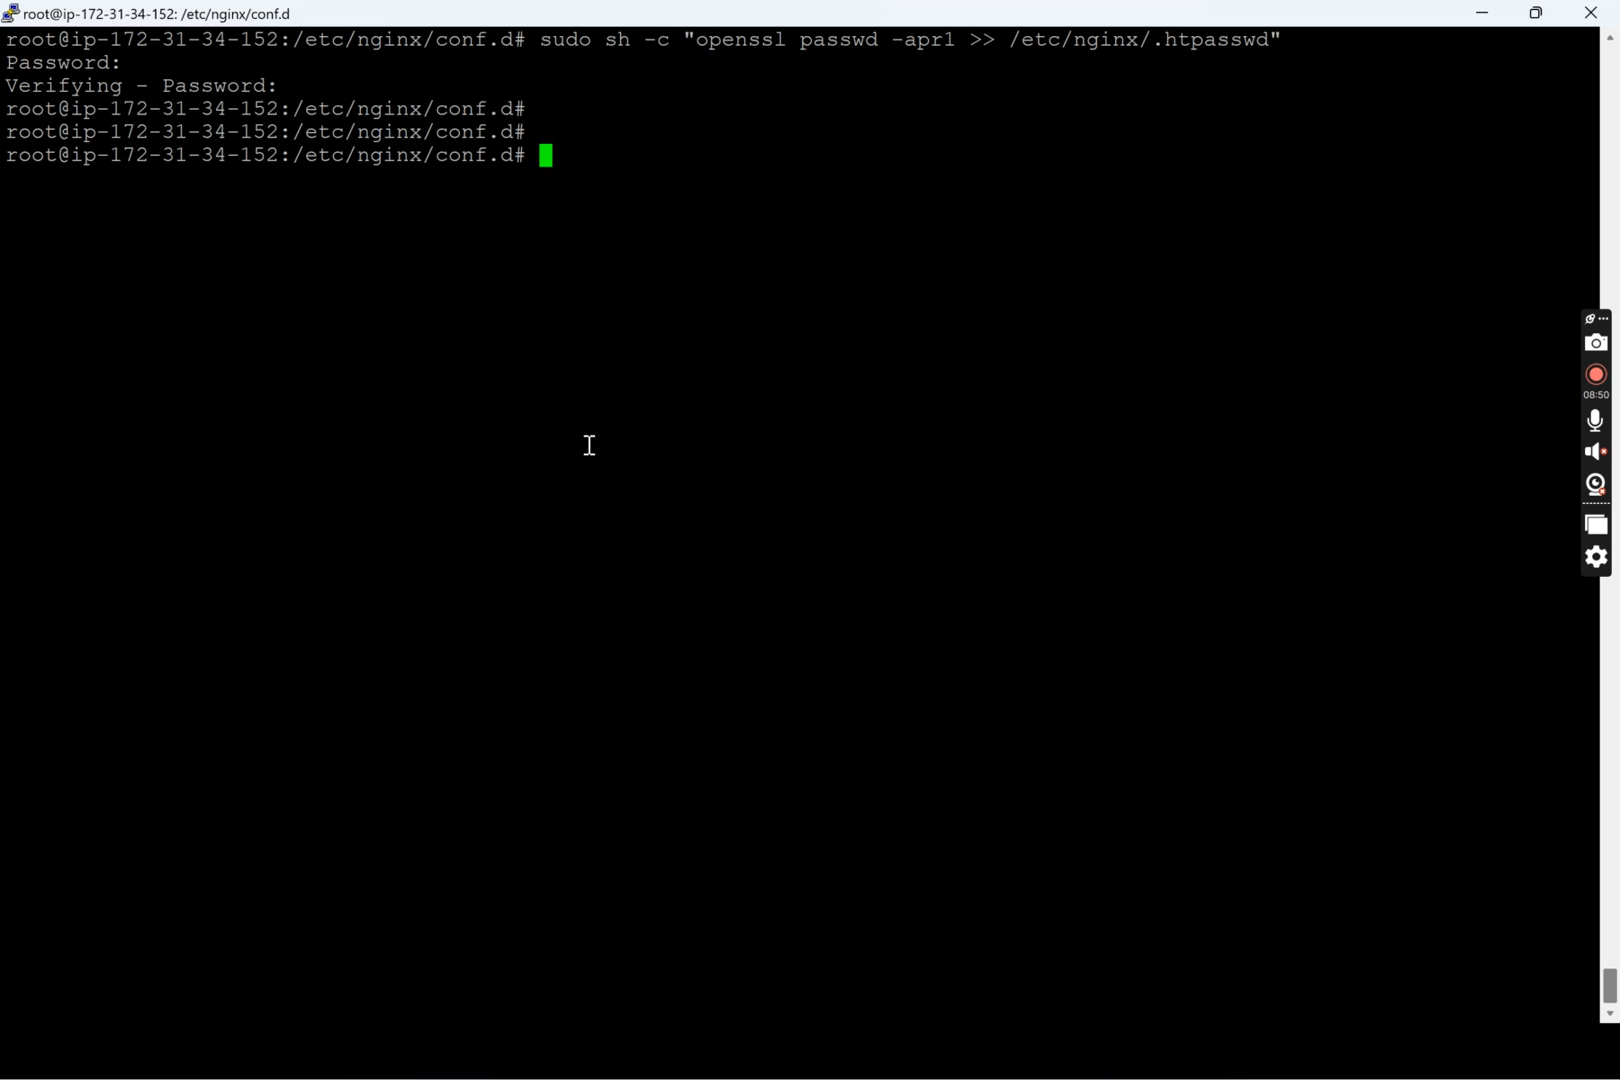 root@ip-172-31-34-152: /etc/nginx/conf.d
root@ip-172-31-34-152:/etc/nginx/conf.d# sudo sh -c "openssl passwd -apr1 >> /etc/nginx/.htpasswd"
Password:
Verifying - Password:
root@ip-172-31-34-152:/etc/nginx/conf.d#
root@ip-172-31-34-152:/etc/nginx/conf.d#
root@ip-172-31-34-152:/etc/nginx/conf.d#
08:50